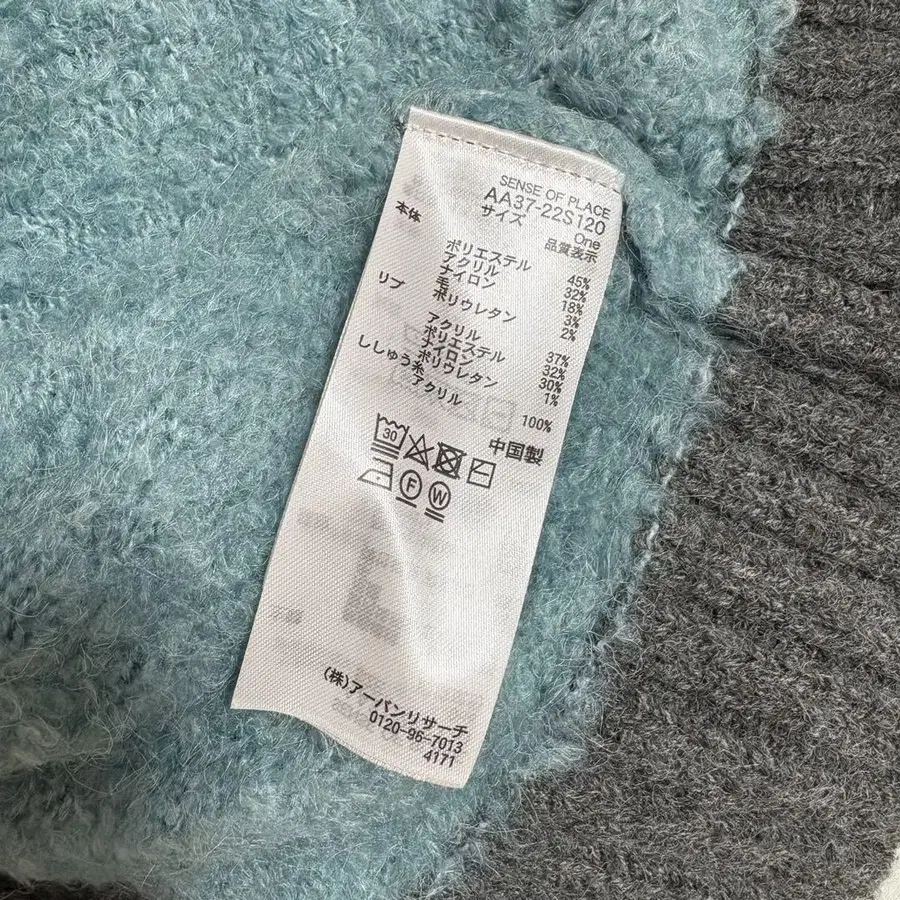 SENSE OF PLACE
AA37-22S120
サイズ One
本体 品質表示
ポリエステル 45%
アクリル 32%
ナイロン 18%
毛 3%
ポリウレタン 2%
リブ
アクリル 37%
ポリエステル 32%
ナイロン 30%
ポリウレタン 1%
ししゅう糸
アクリル 100%
中国製
30
F W
(株)アーバンリサーチ
0120-96-7013
4171